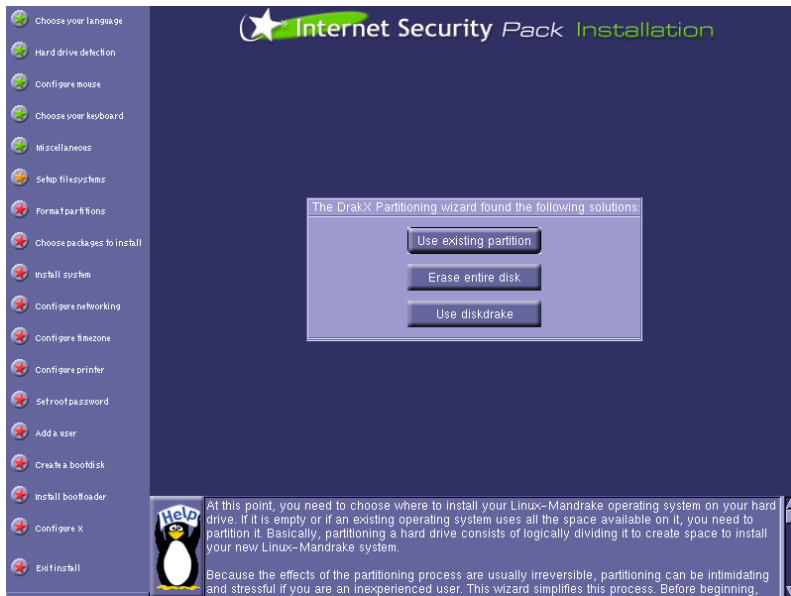 Choose your language
Hard drive detection
Configure mouse
Choose your keyboard
Miscellaneous
Setup filesystems
Format partitions
Choose packages to install
Install system
Configure networking
Configure timezone
Configure printer
Set root password
Add a user
Create a bootdisk
Install bootloader
Configure X
Exit install
Internet Security Pack Installation
The DrakX Partitioning wizard found the following solutions:
Use existing partition
Erase entire disk
Use diskdrake
Help
At this point, you need to choose where to install your Linux-Mandrake operating system on your hard
drive. If it is empty or if an existing operating system uses all the space available on it, you need to
partition it. Basically, partitioning a hard drive consists of logically dividing it to create space to install
your new Linux-Mandrake system.
Because the effects of the partitioning process are usually irreversible, partitioning can be intimidating
and stressful if you are an inexperienced user. This wizard simplifies this process. Before beginning,